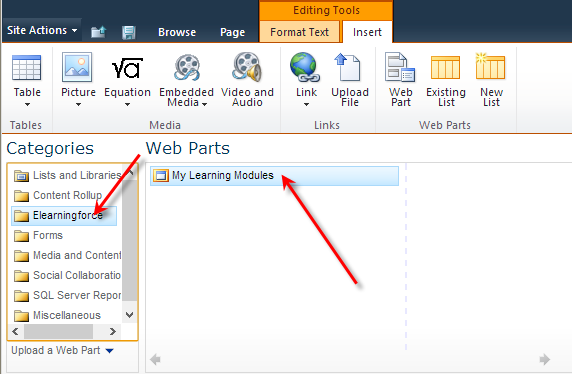 Editing Tools
Site Actions Browse Page Format Text Insert
Table Picture Equation Embedded Media Video and Audio Link Upload File Web Part Existing List New List
Tables Media Links Web Parts
Categories Web Parts
Lists and Libraries My Learning Modules
Content Rollup
Elearningforce
Forms
Media and Content
Social Collaboratio
SQL Server Repor
Miscellaneous
Upload a Web Part